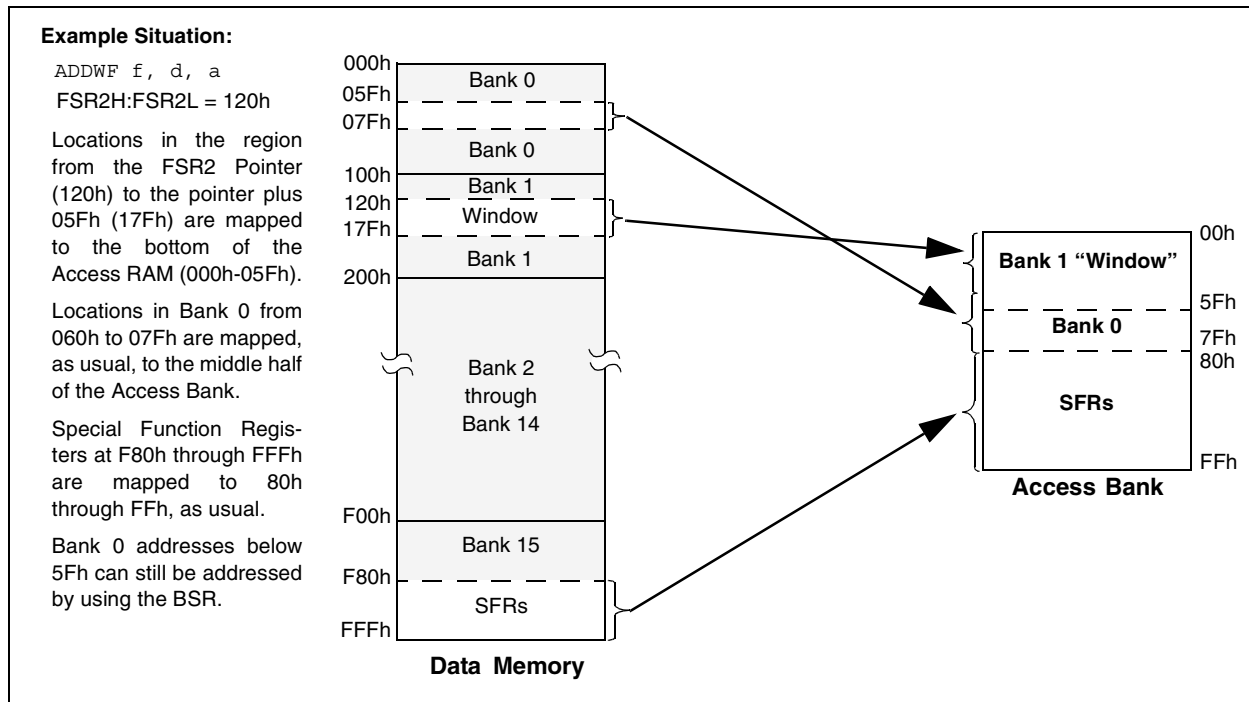 Example Situation:
ADDWF f, d, a
FSR2H:FSR2L = 120h
Locations in the region
from the FSR2 Pointer
(120h) to the pointer plus
05Fh (17Fh) are mapped
to the bottom of the
Access RAM (000h-05Fh).
Locations in Bank 0 from
060h to 07Fh are mapped,
as usual, to the middle half
of the Access Bank.
Special Function Regis-
ters at F80h through FFFh
are mapped to 80h
through FFh, as usual.
Bank 0 addresses below
5Fh can still be addressed
by using the BSR.
000h
Bank 0
05Fh
07Fh
Bank 0
100h
Bank 1
120h
Window
17Fh
Bank 1
200h
Bank 2
through
Bank 14
F00h
Bank 15
F80h
SFRs
FFFh
Data Memory
00h
Bank 1 “Window”
5Fh
Bank 0
7Fh
80h
SFRs
FFh
Access Bank